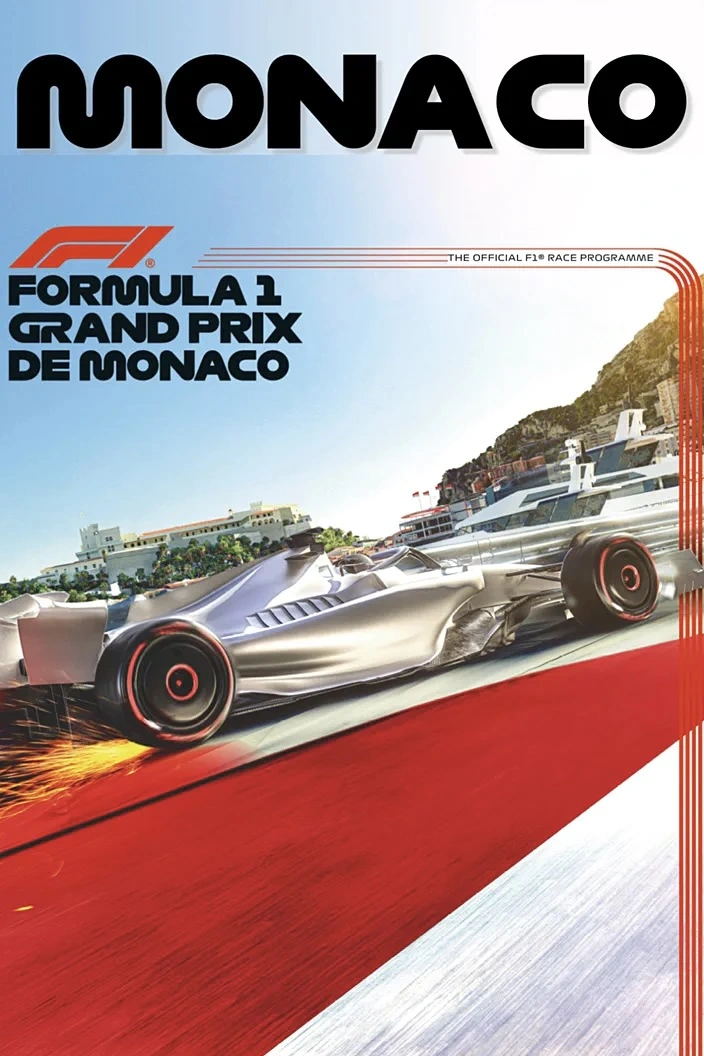 MONACO
F1®
THE OFFICIAL F1® RACE PROGRAMME
FORMULA 1
GRAND PRIX
DE MONACO